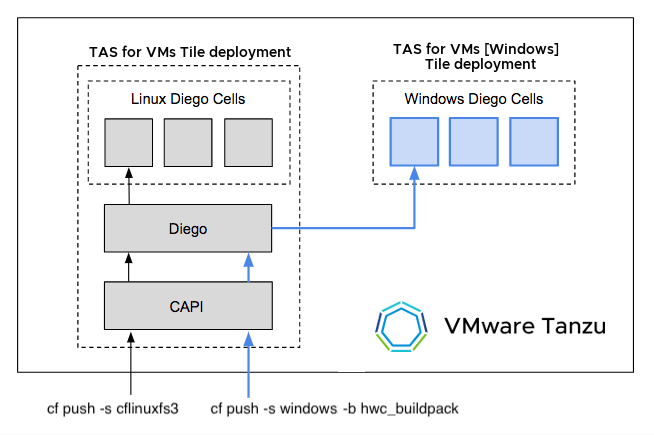 TAS for VMs Tile deployment
TAS for VMs [Windows]
Tile deployment
Linux Diego Cells
Windows Diego Cells
Diego
CAPI
VMware Tanzu
cf push -s cflinuxfs3
cf push -s windows -b hwc_buildpack